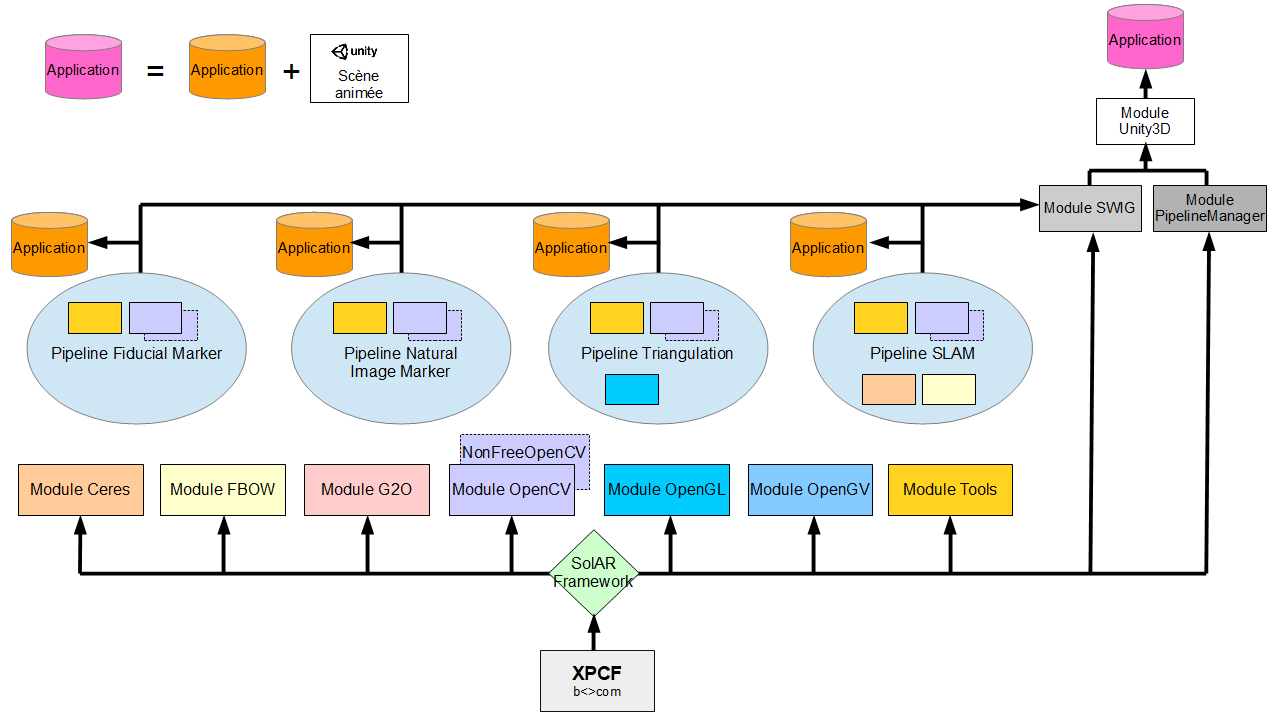 Application
=
Application
+
unity
Scène
animée
Application
Module
Unity3D
Module SWIG
Module
PipelineManager
Application
Application
Application
Application
Pipeline Fiducial Marker
Pipeline Natural
Image Marker
Pipeline Triangulation
Pipeline SLAM
NonFreeOpenCV
Module Ceres
Module FBOW
Module G2O
Module OpenCV
Module OpenGL
Module OpenGV
Module Tools
SolAR
Framework
XPCF
b<>com